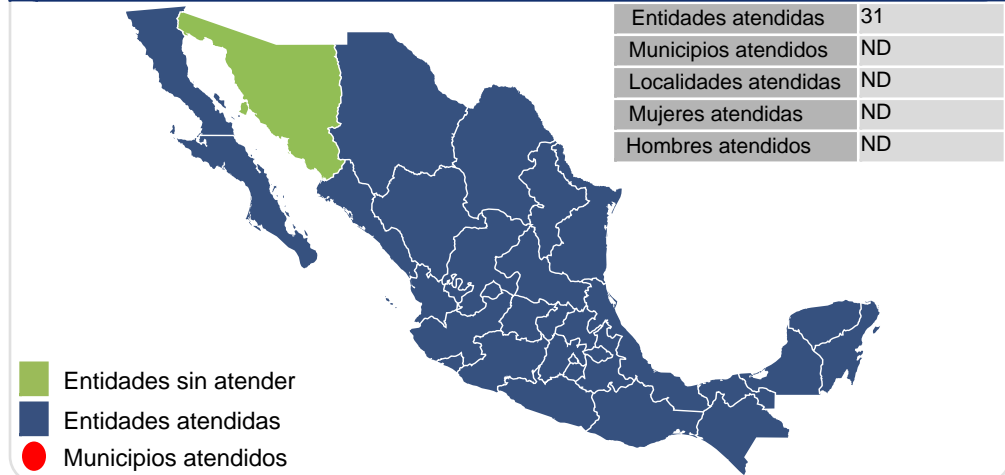 Entidades atendidas 31
Municipios atendidos ND
Localidades atendidas ND
Mujeres atendidas ND
Hombres atendidos ND
Entidades sin atender
Entidades atendidas
Municipios atendidos